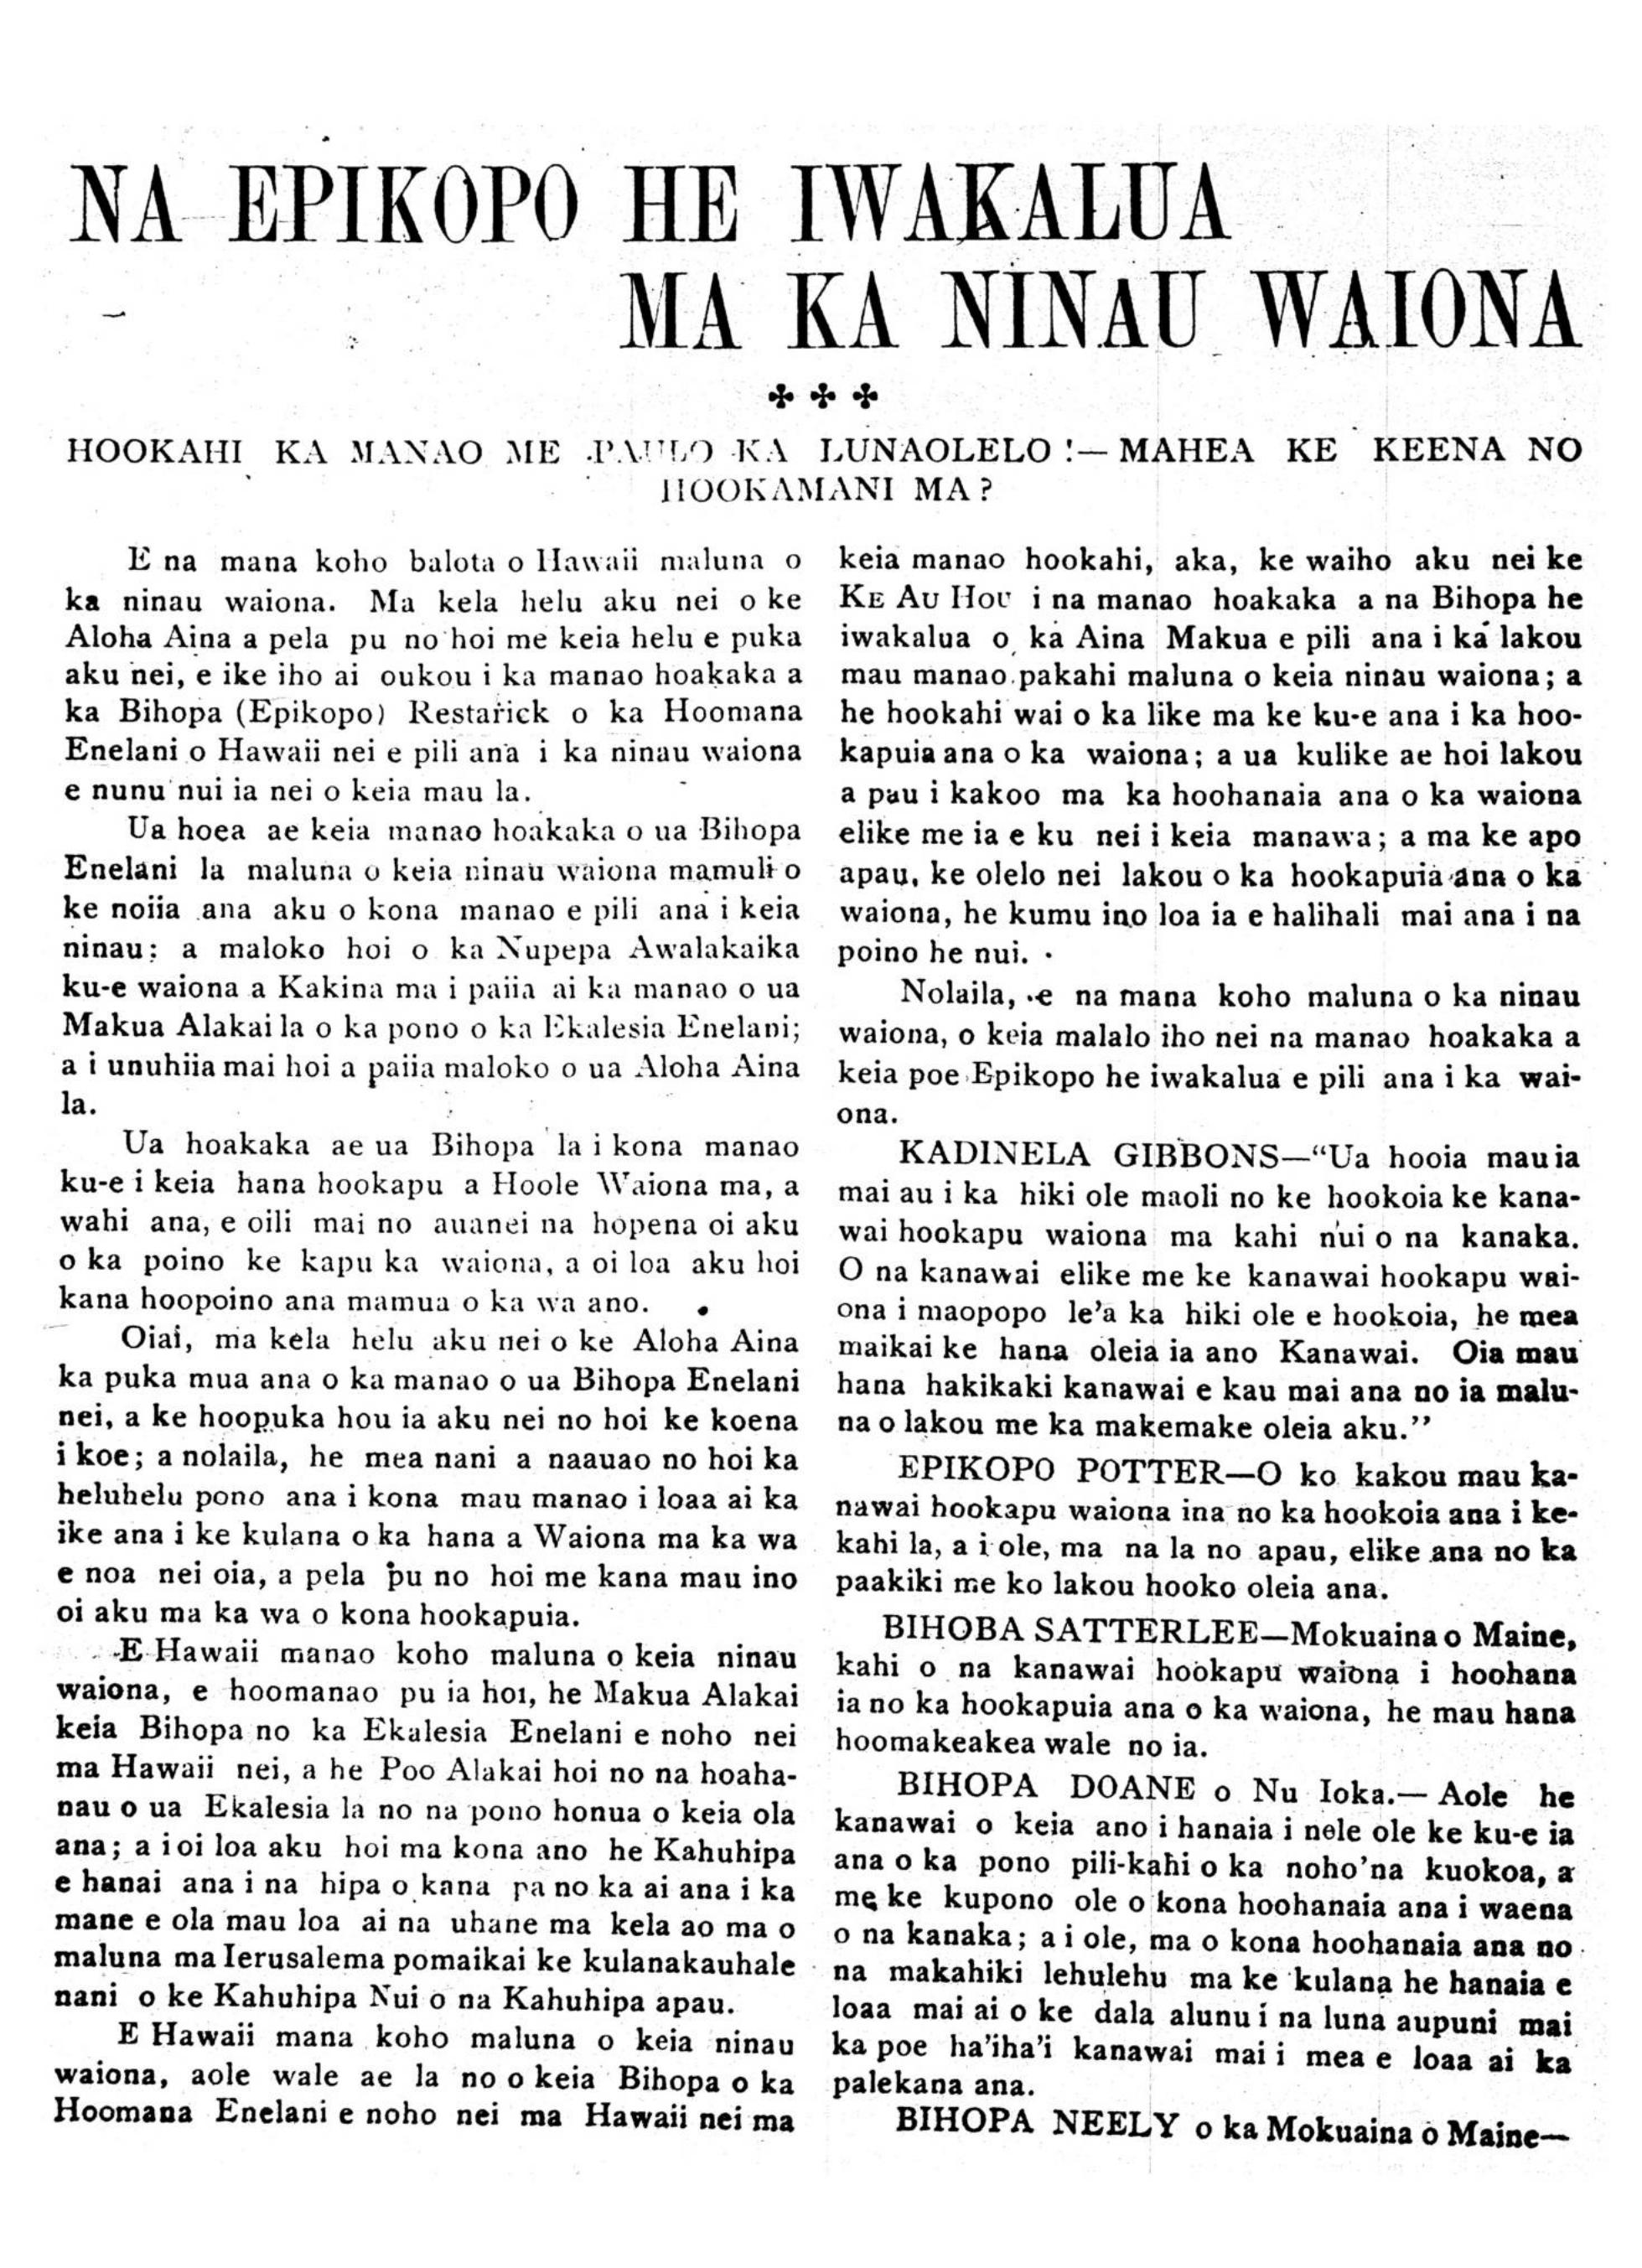 NA EPIKOPO HE IWAKALUA
MA KA NINAU WAIONA
HOOKAHI KA MANAO ME PAULO KA LUNAOLELO!—MAHEA KE KEENA NO
HOOKAMANI MA?
E na mana koho balota o Hawaii maluna o
ka ninau waiona. Ma kela helu aku nei o ke
Aloha Aina a pela pu no hoi me keia helu e puka
aku nei, e ike iho ai oukou i ka manao hoakaka a
ka Bihopa (Epikopo) Restarick o ka Hoomana
Enelani o Hawaii nei e pili ana i ka ninau waiona
e nunu nui ia nei o keia mau la.
Ua hoea ae keia manao hoakaka o ua Bihopa
Enelani la maluna o keia ninau waiona mamuli o
ke noiia ana aku o kona manao e pili ana i keia
ninau; a maloko hoi o ka Nupepa Awalakaika
ku-e waiona a Kakina ma i paiia ai ka manao o ua
Makua Alakai la o ka pono o ka Ekalesia Enelani;
a i unuhiia mai hoi a paiia maloko o ua Aloha Aina
la.
Ua hoakaka ae ua Bihopa la i kona manao
ku-e i keia hana hookapu a Hoole Waiona ma, a
wahi ana, e oili mai no auanei na hopena oi aku
o ka poino ke kapu ka waiona, a oi loa aku hoi
kana hoopoino ana mamua o ka wa ano.
Oiai, ma kela helu aku nei o ke Aloha Aina
ka puka mua ana o ka manao o ua Bihopa Enelani
nei, a ke hoopuka hou ia aku nei no hoi ke koena
i koe; a nolaila, he mea nani a naauao no hoi ka
heluhelu pono ana i kona mau manao i loaa ai ka
ike ana i ke kulana o ka hana a Waiona ma ka wa
e noa nei oia, a pela pu no hoi me kana mau ino
oi aku ma ka wa o kona hookapuia.
E Hawaii manao koho maluna o keia ninau
waiona, e hoomanao pu ia hoi, he Makua Alakai
keia Bihopa no ka Ekalesia Enelani e noho nei
ma Hawaii nei, a he Poo Alakai hoi no na hoaha-
nau o ua Ekalesia la no na pono honua o keia ola
ana; a i oi loa aku hoi ma kona ano he Kahuhipa
e hanai ana i na hipa o kana pa no ka ai ana i ka
mane e ola mau loa ai na uhane ma kela ao ma o
maluna ma Ierusalema pomaikai ke kulanakauhale
nani o ke Kahuhipa Nui o na Kahuhipa apau.
E Hawaii mana koho maluna o keia ninau
waiona, aole wale ae la no o keia Bihopa o ka
Hoomana Enelani e noho nei ma Hawaii nei ma
keia manao hookahi, aka, ke waiho aku nei ke
KE AU HOU i na manao hoakaka a na Bihopa he
iwakalua o ka Aina Makua e pili ana i ka lakou
mau manao pakahi maluna o keia ninau waiona; a
he hookahi wai o ka like ma ke ku-e ana i ka hoo-
kapuia ana o ka waiona; a ua kulike ae hoi lakou
a pau i kakoo ma ka hoohanaia ana o ka waiona
elike me ia e ku nei i keia manawa; a ma ke apo
apau, ke olelo nei lakou o ka hookapuia ana o ka
waiona, he kumu ino loa ia e halihali mai ana i na
poino he nui.
Nolaila, e na mana koho maluna o ka ninau
waiona, o keia malalo iho nei na manao hoakaka a
keia poe Epikopo he iwakalua e pili ana i ka wai-
ona.
KADINELA GIBBONS—“Ua hooia mau ia
mai au i ka hiki ole maoli no ke hookoia ke kana-
wai hookapu waiona ma kahi nui o na kanaka.
O na kanawai elike me ke kanawai hookapu wai-
ona i maopopo le’a ka hiki ole e hookoia, he mea
maikai ke hana oleia ia ano Kanawai. Oia mau
hana hakikaki kanawai e kau mai ana no ia malu-
na o lakou me ka makemake oleia aku.”
EPIKOPO POTTER—O ko kakou mau ka-
nawai hookapu waiona ina no ka hookoia ana i ke-
kahi la, a i ole, ma na la no apau, elike ana no ka
paakiki me ko lakou hooko oleia ana.
BIHOBA SATTERLEE—Mokuaina o Maine,
kahi o na kanawai hookapu waiona i hoohana
ia no ka hookapuia ana o ka waiona, he mau hana
hoomakeakea wale no ia.
BIHOPA DOANE o Nu Ioka.—Aole he
kanawai o keia ano i hanaia i nele ole ke ku-e ia
ana o ka pono pili-kahi o ka noho’na kuokoa, a
me ke kupono ole o kona hoohanaia ana i waena
o na kanaka; a i ole, ma o kona hoohanaia ana no
na makahiki lehulehu ma ke kulana he hanaia e
loaa mai ai o ke dala alunu i na luna aupuni mai
ka poe ha’iha’i kanawai mai i mea e loaa ai ka
palekana ana.
BIHOPA NEELY o ka Mokuaina o Maine—